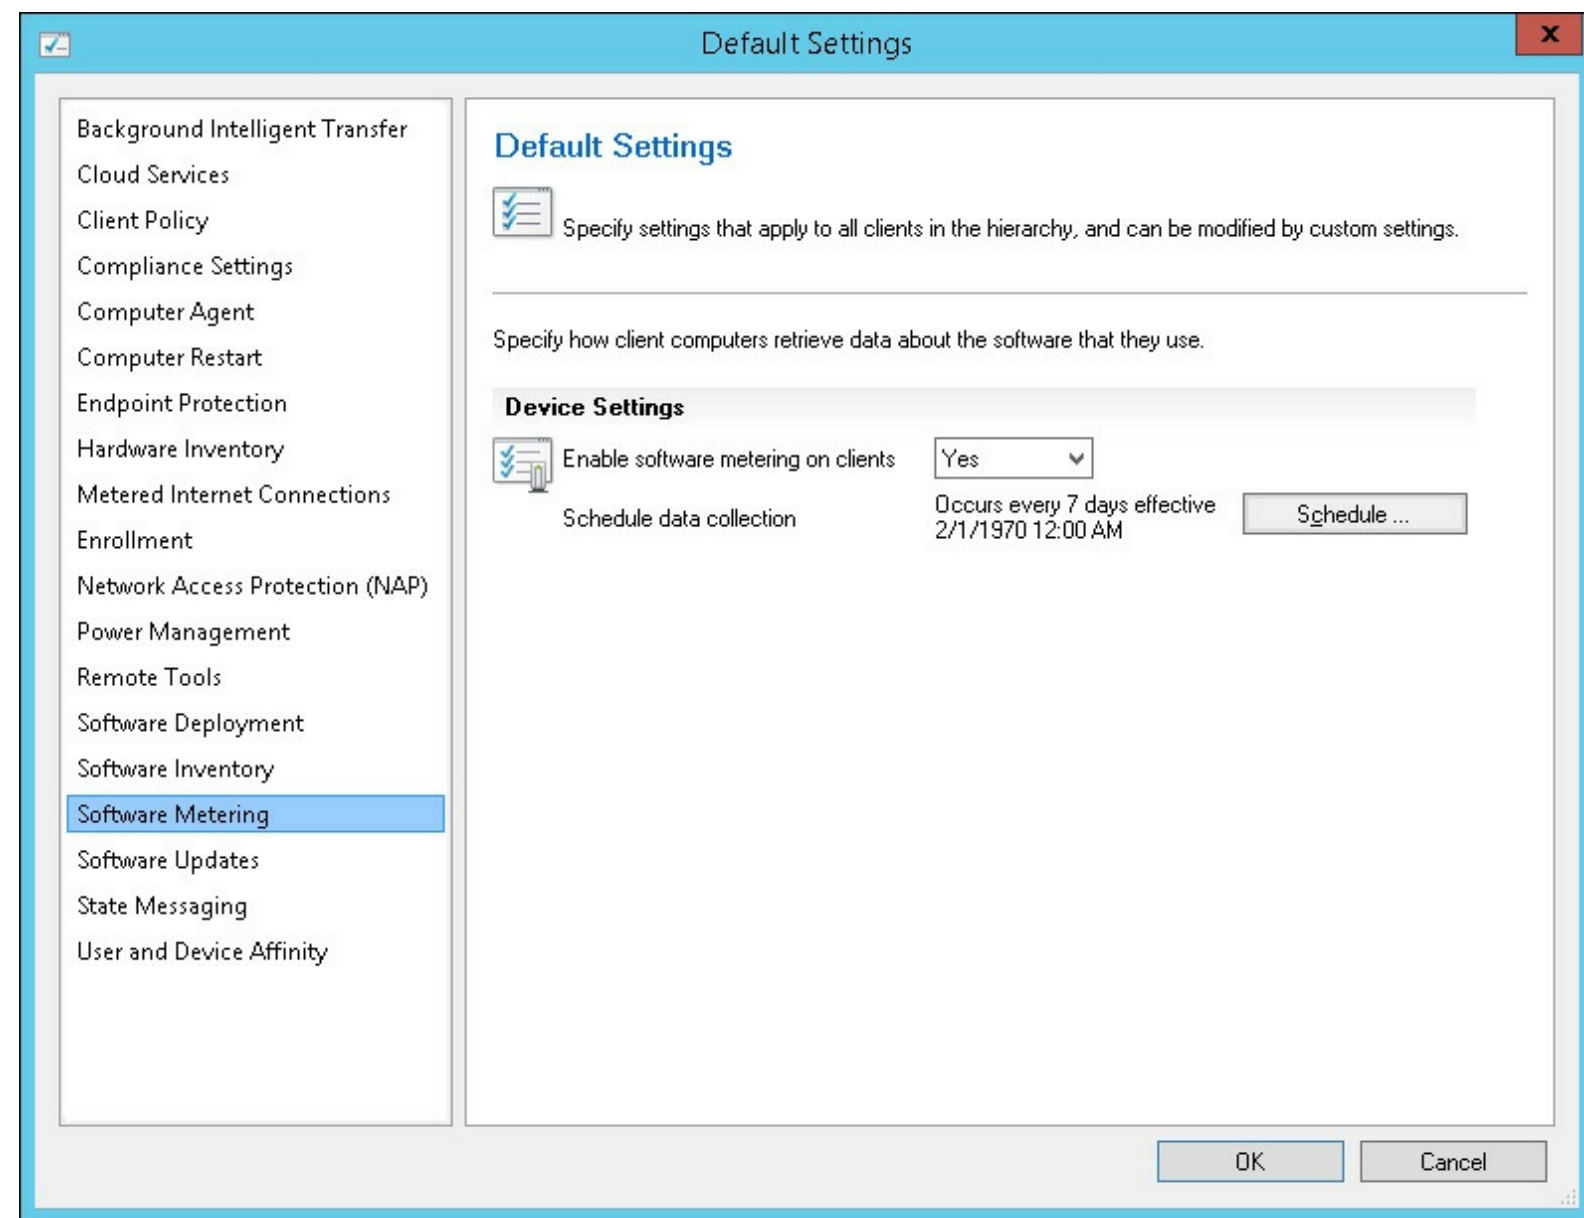 Default Settings
x
Background Intelligent Transfer
Cloud Services
Client Policy
Compliance Settings
Computer Agent
Computer Restart
Endpoint Protection
Hardware Inventory
Metered Internet Connections
Enrollment
Network Access Protection (NAP)
Power Management
Remote Tools
Software Deployment
Software Inventory
Software Metering
Software Updates
State Messaging
User and Device Affinity
Default Settings
Specify settings that apply to all clients in the hierarchy, and can be modified by custom settings.
Specify how client computers retrieve data about the software that they use.
Device Settings
Enable software metering on clients Yes
Schedule data collection
Occurs every 7 days effective
2/1/1970 12:00 AM
Schedule ...
OK Cancel